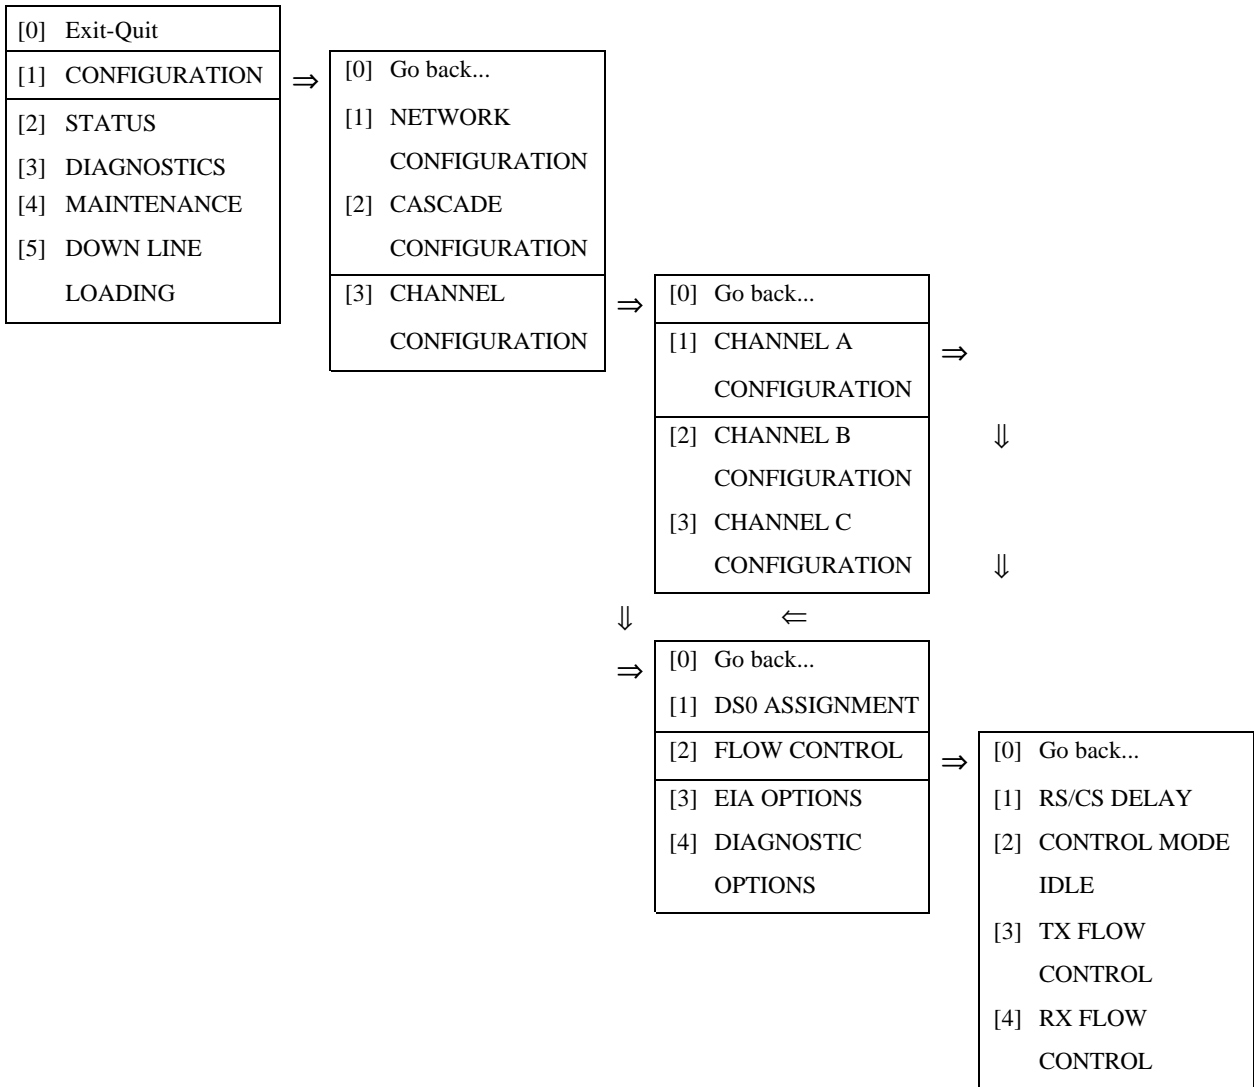 [0] Exit-Quit
[1] CONFIGURATION ⇒
[2] STATUS
[3] DIAGNOSTICS
[4] MAINTENANCE
[5] DOWN LINE
LOADING
[0] Go back...
[1] NETWORK
CONFIGURATION
[2] CASCADE
CONFIGURATION
[3] CHANNEL ⇒
CONFIGURATION
[0] Go back...
[1] CHANNEL A ⇒
CONFIGURATION
[2] CHANNEL B ⇓
CONFIGURATION
[3] CHANNEL C
CONFIGURATION ⇓
⇓ ⇐
⇒ [0] Go back...
[1] DS0 ASSIGNMENT
[2] FLOW CONTROL ⇒
[3] EIA OPTIONS
[4] DIAGNOSTIC
OPTIONS
[0] Go back...
[1] RS/CS DELAY
[2] CONTROL MODE
IDLE
[3] TX FLOW
CONTROL
[4] RX FLOW
CONTROL